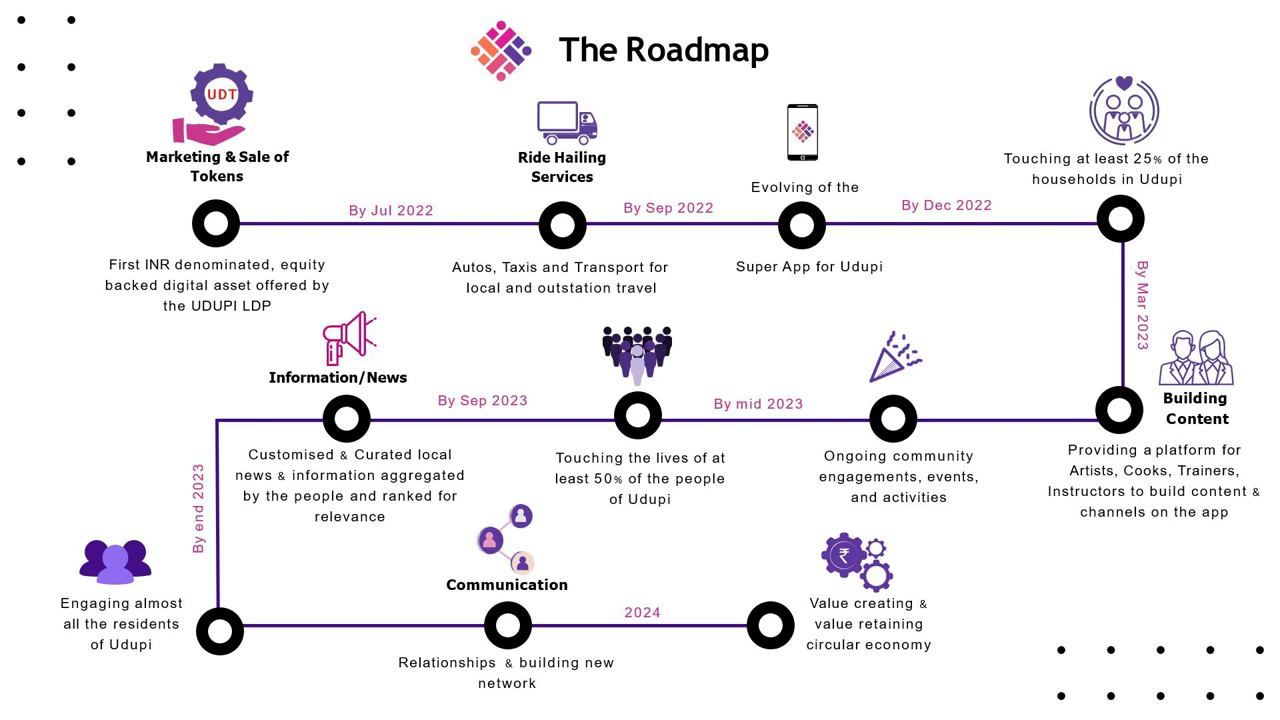 The Roadmap
UDT
Marketing & Sale of
Tokens
By Jul 2022
First INR denominated, equity
backed digital asset offered by
the UDUPI LDP
Ride Hailing
Services
By Sep 2022
Autos, Taxis and Transport for
local and outstation travel
Evolving of the
By Dec 2022
Super App for Udupi
Touching at least 25% of the
households in Udupi
By Mar 2023
Building
Content
Providing a platform for
Artists, Cooks, Trainers,
Instructors to build content &
channels on the app
Ongoing community
engagements, events,
and activities
By mid 2023
Touching the lives of at
least 50% of the people
of Udupi
By Sep 2023
Information/News
Customised & Curated local
news & information aggregated
by the people and ranked for
relevance
By end 2023
Engaging almost
all the residents
of Udupi
Communication
Relationships & building new
network
2024
₹
Value creating &
value retaining
circular economy